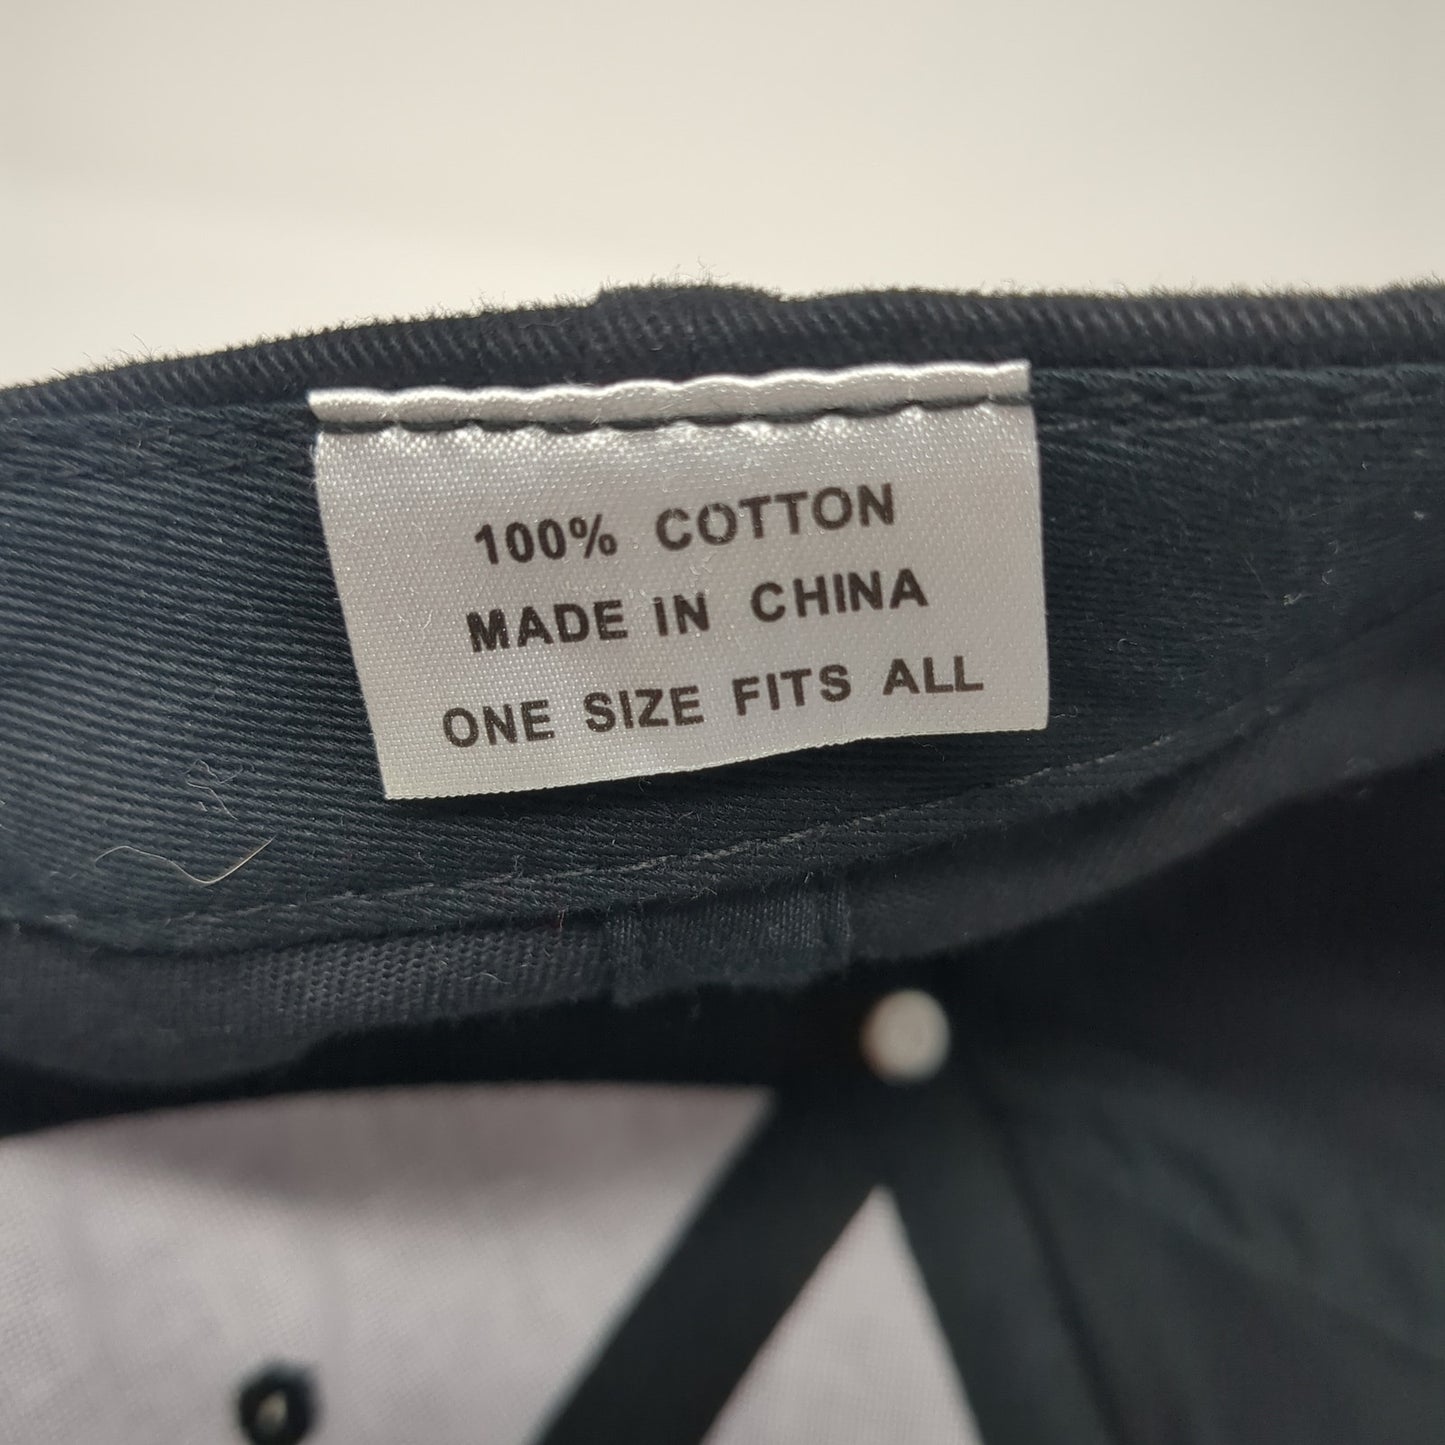 100% COTTON
MADE IN CHINA
ONE SIZE FITS ALL